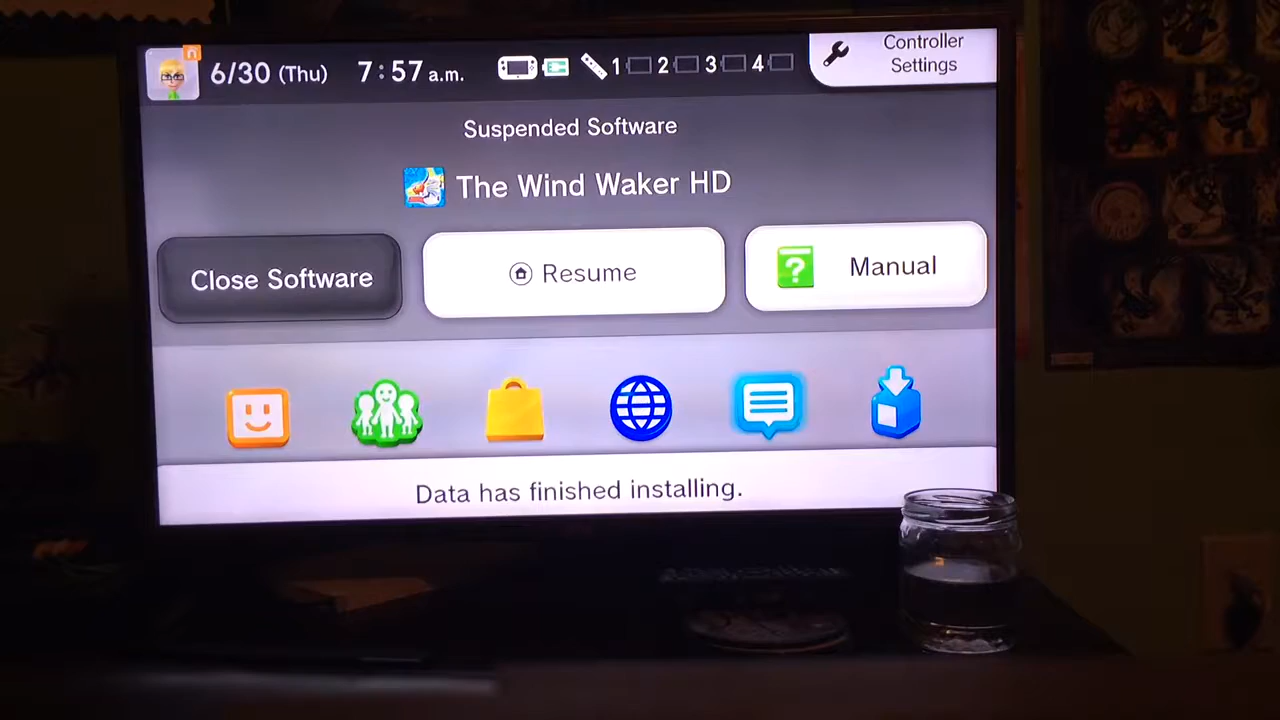 6/30 (Thu) 7:57 a.m. 1 2 3 4
Controller
Settings
Suspended Software
The Wind Waker HD
Close Software
Resume
? Manual
Data has finished installing.